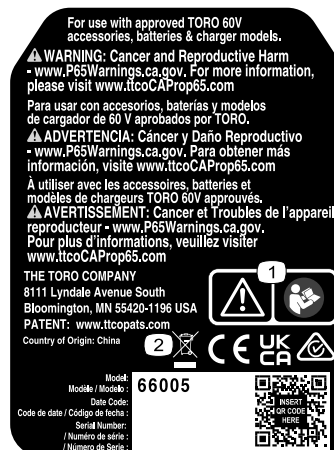 For use with approved TORO 60V
accessories, batteries & charger models.
⚠ WARNING: Cancer and Reproductive Harm
- www.P65Warnings.ca.gov. For more information,
please visit www.ttcoCAProp65.com
Para usar con accesorios, baterías y modelos
de cargador de 60 V aprobados por TORO.
⚠ ADVERTENCIA: Cáncer y Daño Reproductivo
- www.P65Warnings.ca.gov. Para obtener más
información, visite www.ttcoCAProp65.com
À utiliser avec les accessoires, batteries et
modèles de chargeurs TORO 60V approuvés.
⚠ AVERTISSEMENT: Cancer et Troubles de l'appareil
reproducteur - www.P65Warnings.ca.gov.
Pour plus d'informations, veuillez visiter
www.ttcoCAProp65.com
THE TORO COMPANY
8111 Lyndale Avenue South
Bloomington, MN 55420-1196 USA
PATENT: www.ttcopats.com
Country of Origin: China
1
2
CE UK CA
Model:
Modèle / Modelo :
66005
Date Code:
Code de date / Código de fecha :
Serial Number:
/ Numéro de série :
/ Número de Serie :
INSERT
QR CODE
HERE